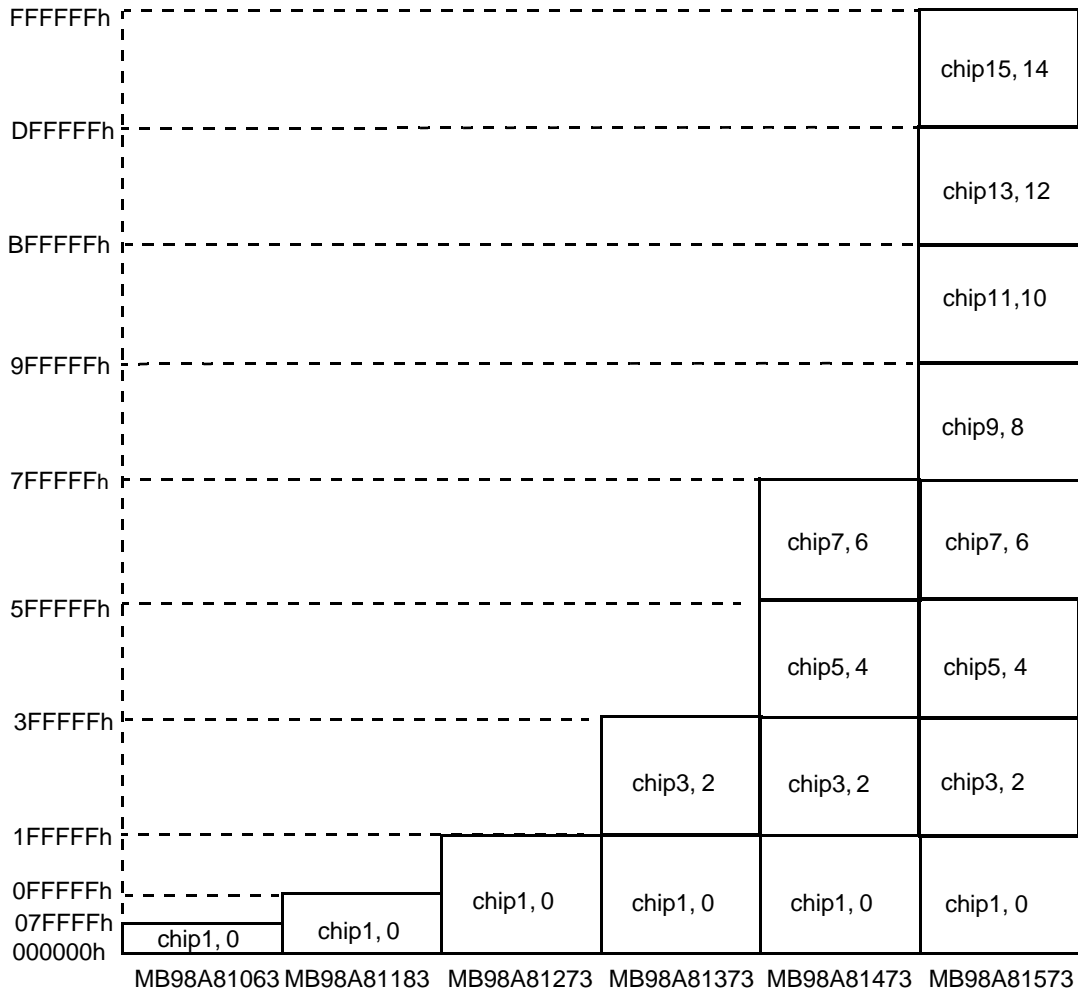 FFFFFFh
chip15, 14
DFFFFFh
chip13, 12
BFFFFFh
chip11,10
9FFFFFh
chip9, 8
7FFFFFh
chip7, 6
chip7, 6
5FFFFFh
chip5, 4
chip5, 4
3FFFFFh
chip3, 2
chip3, 2
chip3, 2
1FFFFFh
0FFFFFh
chip1, 0
chip1, 0
chip1, 0
chip1, 0
07FFFFh
chip1, 0
chip1, 0
000000h
MB98A81063 MB98A81183 MB98A81273 MB98A81373 MB98A81473 MB98A81573